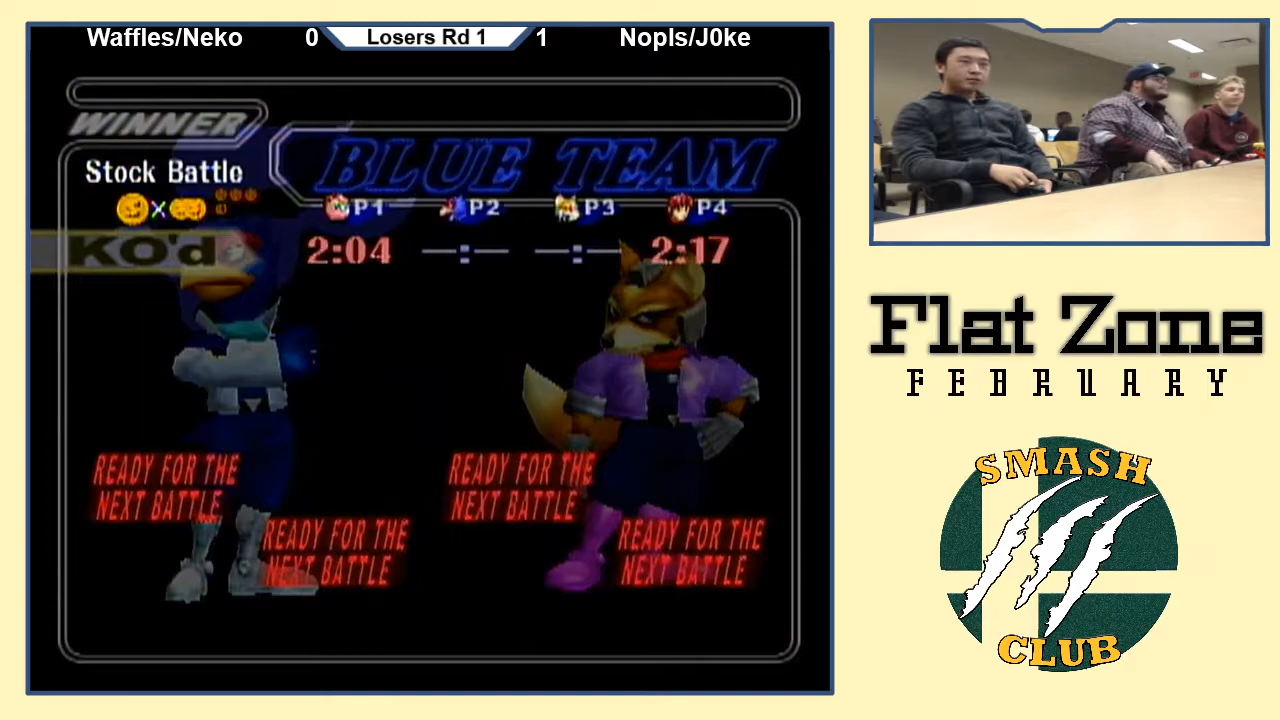 Waffles/Neko 0 Losers Rd 1 1 Nopls/J0ke
WINNER
BLUE TEAM
Stock Battle
P1 P2 P3 P4
KO'd 2:04 --:-- --:-- 2:17
READY FOR THE
NEXT BATTLE
READY FOR THE
NEXT BATTLE
READY FOR THE
NEXT BATTLE
READY FOR THE
NEXT BATTLE
Flat Zone
FEBRUARY
SMASH
CLUB